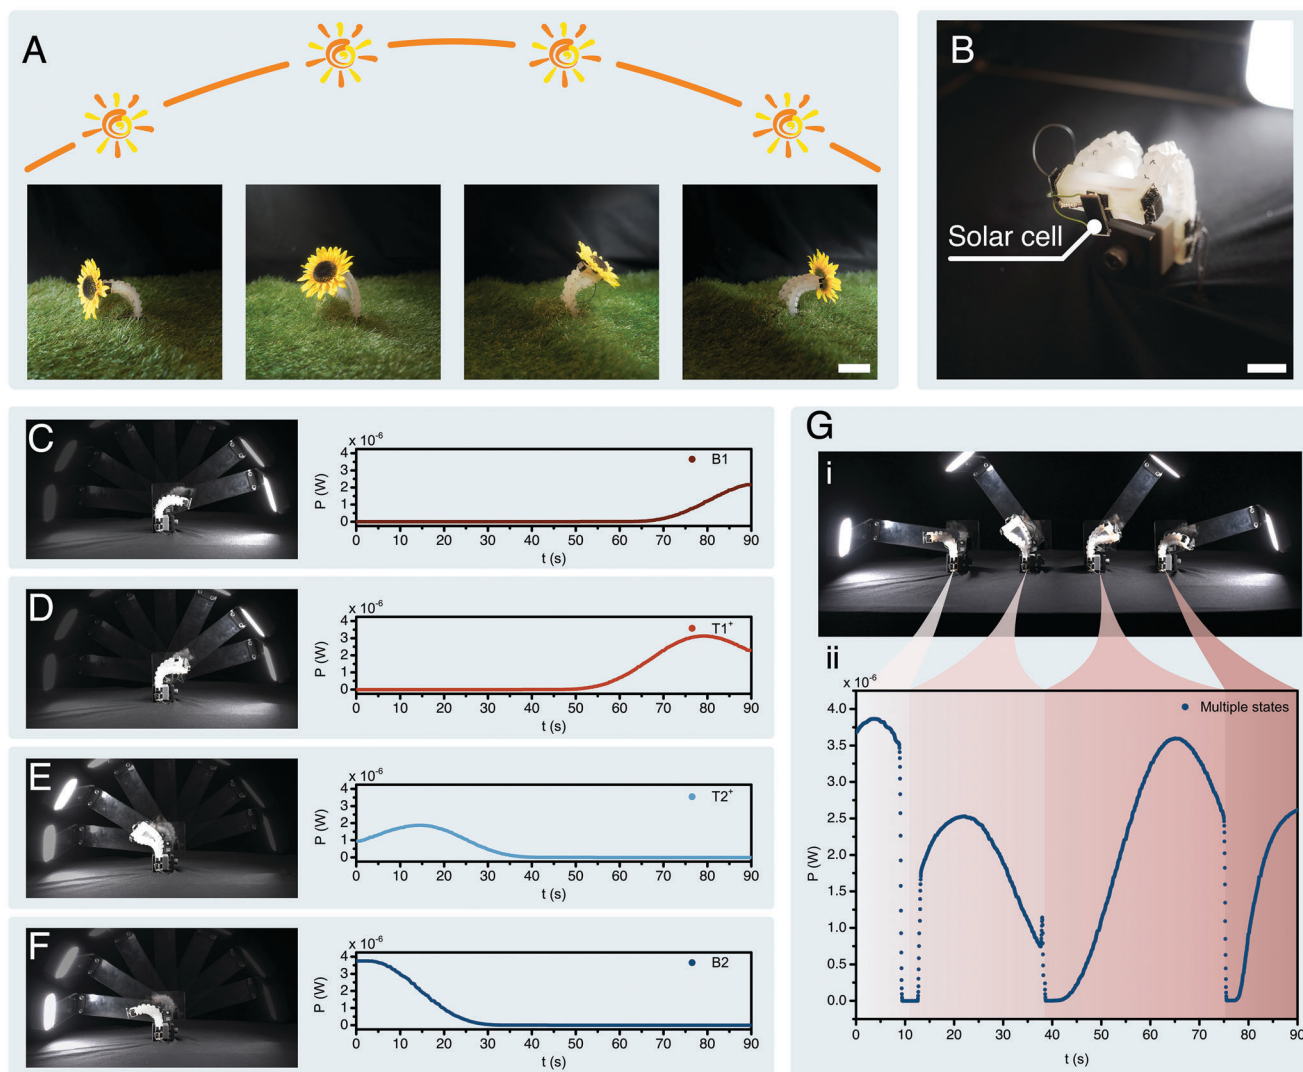 A
B
Solar cell
C
x 10⁻⁶
4
3
2
1
0
P (W)
B1
0 10 20 30 40 50 60 70 80 90
t (s)
D
x 10⁻⁶
4
3
2
1
0
P (W)
T1⁺
0 10 20 30 40 50 60 70 80 90
t (s)
E
x 10⁻⁶
4
3
2
1
0
P (W)
T2⁺
0 10 20 30 40 50 60 70 80 90
t (s)
F
x 10⁻⁶
4
3
2
1
0
P (W)
B2
0 10 20 30 40 50 60 70 80 90
t (s)
G
i
ii
x 10⁻⁶
4.0
3.5
3.0
2.5
2.0
1.5
1.0
0.5
0.0
P (W)
Multiple states
0 10 20 30 40 50 60 70 80 90
t (s)